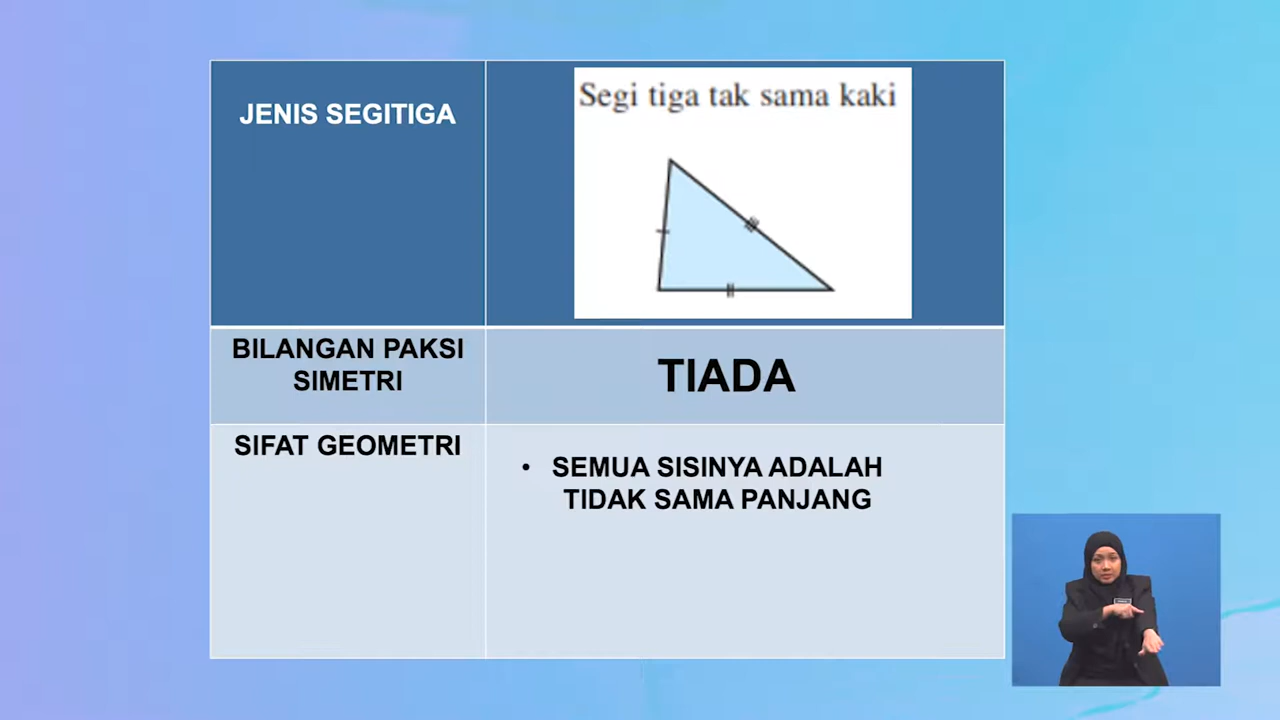 JENIS SEGITIGA
Segi tiga tak sama kaki
BILANGAN PAKSI
SIMETRI
TIADA
SIFAT GEOMETRI
• SEMUA SISINYA ADALAH
TIDAK SAMA PANJANG